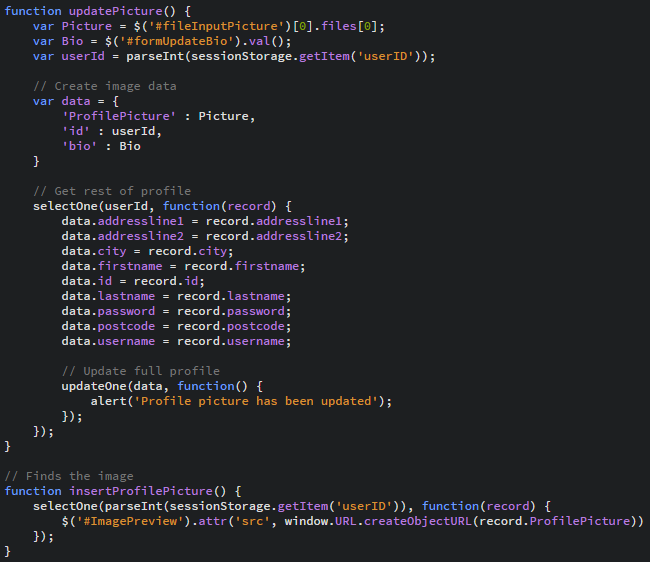 function updatePicture() {
    var Picture = $('#fileInputPicture')[0].files[0];
    var Bio = $('#formUpdateBio').val();
    var userId = parseInt(sessionStorage.getItem('userID'));

    // Create image data
    var data = {
        'ProfilePicture' : Picture,
        'id' : userId,
        'bio' : Bio
    }

    // Get rest of profile
    selectOne(userId, function(record) {
        data.addressline1 = record.addressline1;
        data.addressline2 = record.addressline2;
        data.city = record.city;
        data.firstname = record.firstname;
        data.id = record.id;
        data.lastname = record.lastname;
        data.password = record.password;
        data.postcode = record.postcode;
        data.username = record.username;

        // Update full profile
        updateOne(data, function() {
            alert('Profile picture has been updated');
        });
    });
}

// Finds the image
function insertProfilePicture() {
    selectOne(parseInt(sessionStorage.getItem('userID')), function(record) {
        $('#ImagePreview').attr('src', window.URL.createObjectURL(record.ProfilePicture))
    });
}